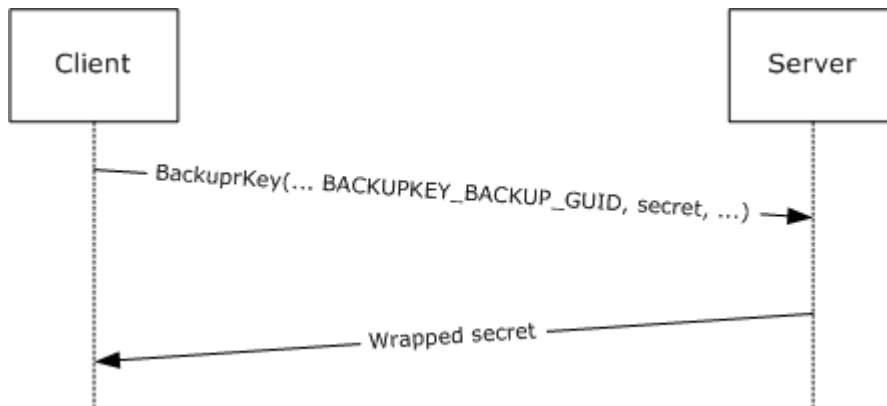 Client
Server
BackuprKey(... BACKUPKEY_BACKUP_GUID, secret, ...)
Wrapped secret